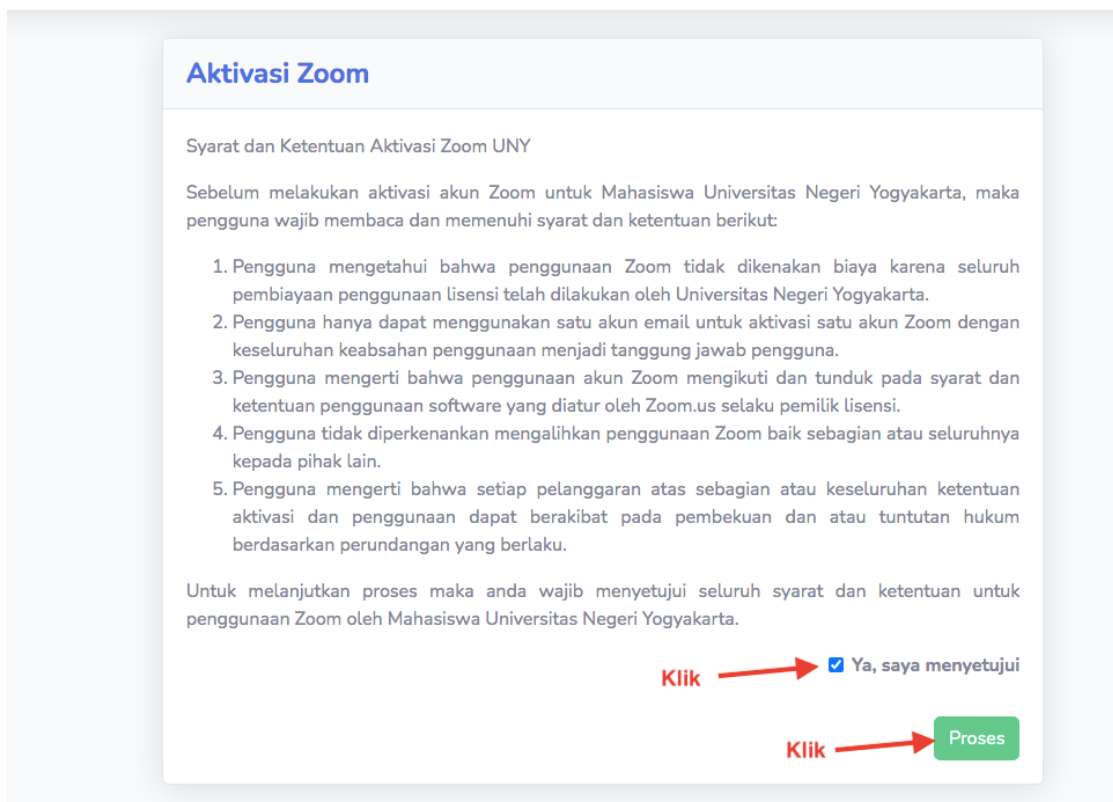 Aktivasi Zoom
Syarat dan Ketentuan Aktivasi Zoom UNY
Sebelum melakukan aktivasi akun Zoom untuk Mahasiswa Universitas Negeri Yogyakarta, maka
pengguna wajib membaca dan memenuhi syarat dan ketentuan berikut:
1. Pengguna mengetahui bahwa penggunaan Zoom tidak dikenakan biaya karena seluruh
pembiayaan penggunaan lisensi telah dilakukan oleh Universitas Negeri Yogyakarta.
2. Pengguna hanya dapat menggunakan satu akun email untuk aktivasi satu akun Zoom dengan
keseluruhan keabsahan penggunaan menjadi tanggung jawab pengguna.
3. Pengguna mengerti bahwa penggunaan akun Zoom mengikuti dan tunduk pada syarat dan
ketentuan penggunaan software yang diatur oleh Zoom.us selaku pemilik lisensi.
4. Pengguna tidak diperkenankan mengalihkan penggunaan Zoom baik sebagian atau seluruhnya
kepada pihak lain.
5. Pengguna mengerti bahwa setiap pelanggaran atas sebagian atau keseluruhan ketentuan
aktivasi dan penggunaan dapat berakibat pada pembekuan dan atau tuntutan hukum
berdasarkan perundangan yang berlaku.
Untuk melanjutkan proses maka anda wajib menyetujui seluruh syarat dan ketentuan untuk
penggunaan Zoom oleh Mahasiswa Universitas Negeri Yogyakarta.
Klik Ya, saya menyetujui
Klik Proses